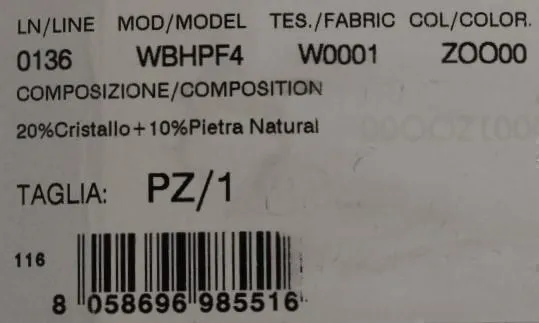 LN/LINE MOD/MODEL TES./FABRIC COL/COLOR.
0136 WBHPF4 W0001 ZOO00
COMPOSIZIONE/COMPOSITION
20%Cristallo+10%Pietra Natural
TAGLIA: PZ/1
116
8 058696 985516